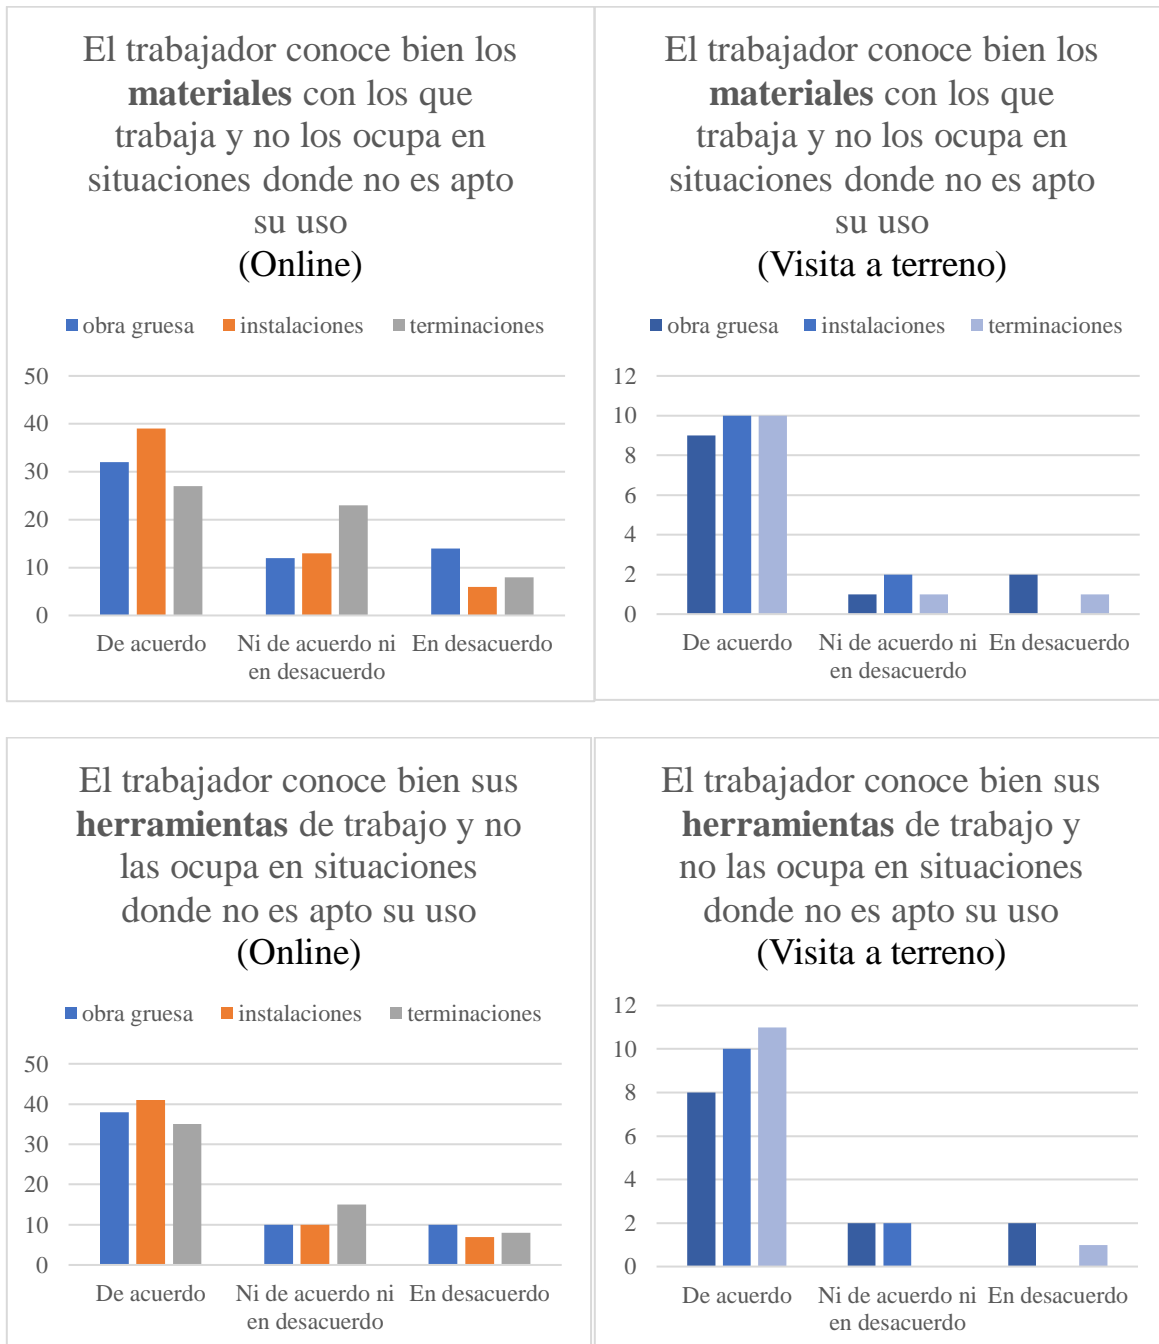 El trabajador conoce bien los
materiales con los que
trabaja y no los ocupa en
situaciones donde no es apto
su uso
(Online)
obra gruesa instalaciones terminaciones
50
40
30
20
10
0
De acuerdo Ni de acuerdo ni En desacuerdo
en desacuerdo
El trabajador conoce bien los
materiales con los que
trabaja y no los ocupa en
situaciones donde no es apto
su uso
(Visita a terreno)
obra gruesa instalaciones terminaciones
12
10
8
6
4
2
0
De acuerdo Ni de acuerdo ni En desacuerdo
en desacuerdo
El trabajador conoce bien sus
herramientas de trabajo y no
las ocupa en situaciones
donde no es apto su uso
(Online)
obra gruesa instalaciones terminaciones
50
40
30
20
10
0
De acuerdo Ni de acuerdo ni En desacuerdo
en desacuerdo
El trabajador conoce bien sus
herramientas de trabajo y
no las ocupa en situaciones
donde no es apto su uso
(Visita a terreno)
12
10
8
6
4
2
0
De acuerdo Ni de acuerdo ni En desacuerdo
en desacuerdo